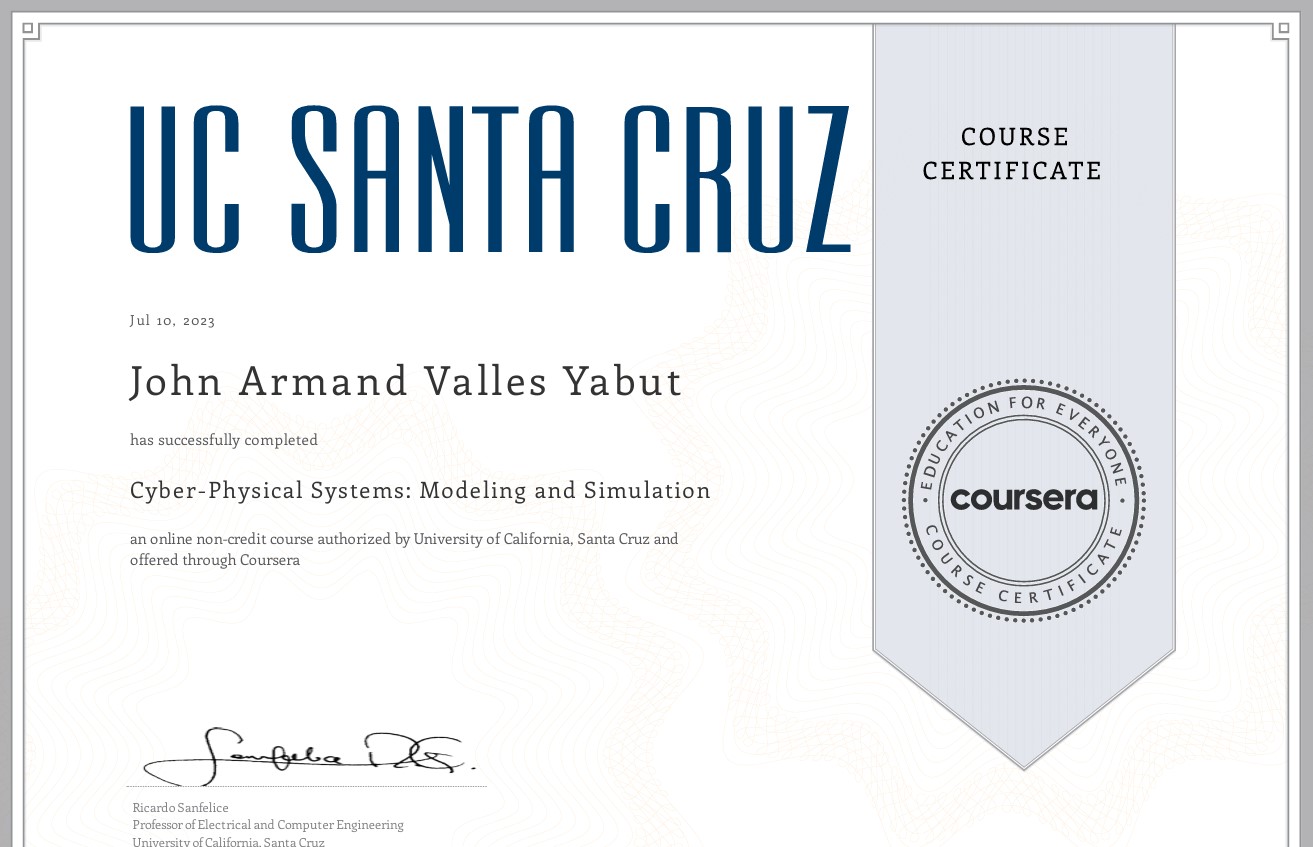 UC SANTA CRUZ
COURSE
CERTIFICATE
Jul 10, 2023
John Armand Valles Yabut
has successfully completed
Cyber-Physical Systems: Modeling and Simulation
an online non-credit course authorized by University of California, Santa Cruz and
offered through Coursera
EDUCATION FOR EVERYONE
coursera
COURSE CERTIFICATE
Ricardo Sanfelice
Professor of Electrical and Computer Engineering
University of California, Santa Cruz